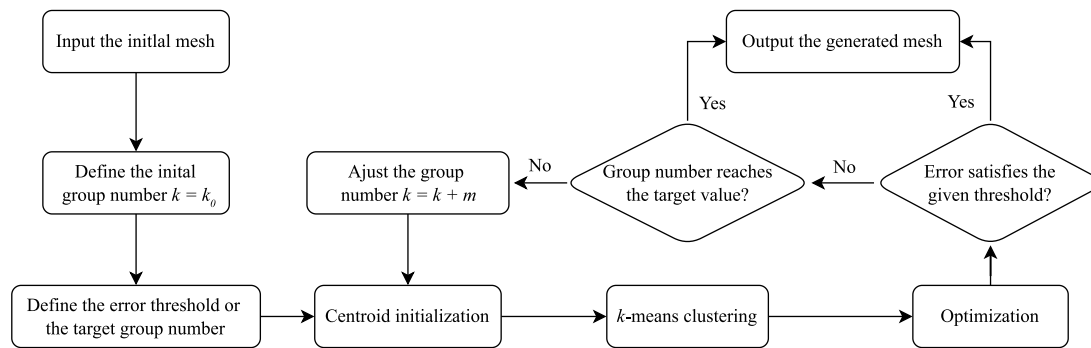 Input the initlal mesh
Output the generated mesh
Yes
Yes
Define the inital
group number k = k₀
Ajust the group
number k = k + m
No
Group number reaches
the target value?
No
Error satisfies the
given threshold?
Define the error threshold or
the target group number
Centroid initialization
k-means clustering
Optimization